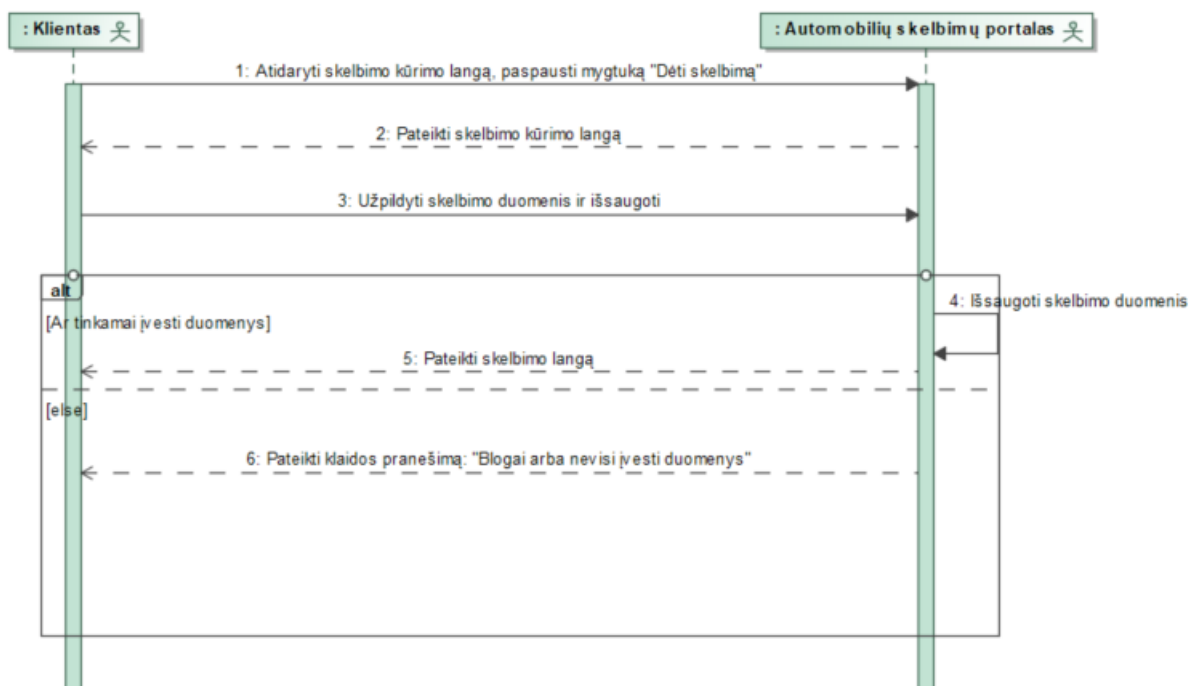 : Klientas
: Automobilių skelbimų portalas
1: Atidaryti skelbimo kūrimo langą, paspausti mygtuką "Dėti skelbimą"
2: Pateikti skelbimo kūrimo langą
3: Užpildyti skelbimo duomenis ir išsaugoti
alt
4: Išsaugoti skelbimo duomenis
[Ar tinkamai įvesti duomenys]
5: Pateikti skelbimo langą
[else]
6: Pateikti klaidos pranešimą: "Blogai arba nevisi įvesti duomenys"